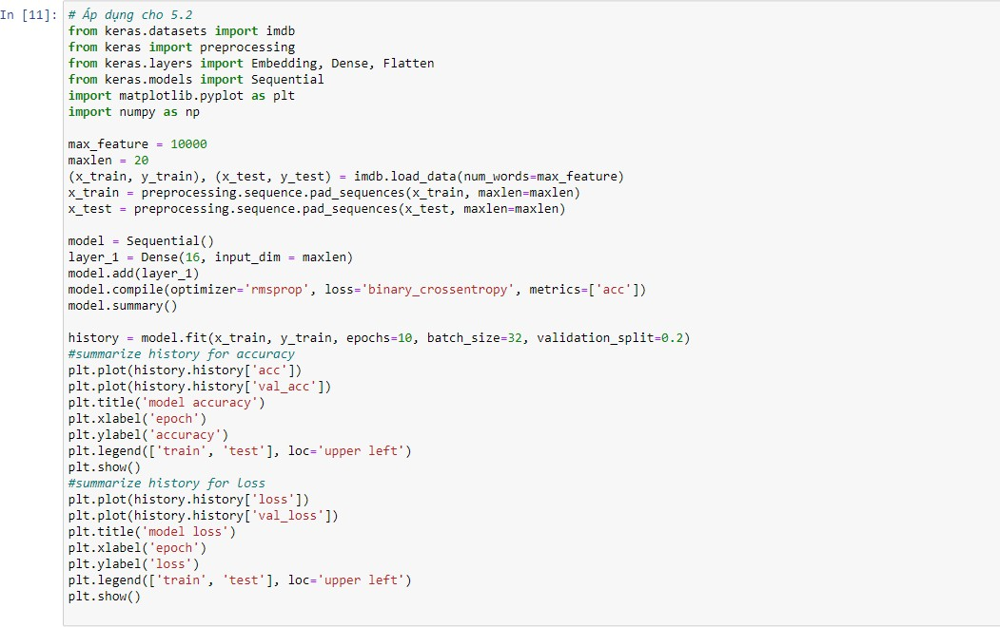 In [11]:
# Áp dụng cho 5.2
from keras.datasets import imdb
from keras import preprocessing
from keras.layers import Embedding, Dense, Flatten
from keras.models import Sequential
import matplotlib.pyplot as plt
import numpy as np
max_feature = 10000
maxlen = 20
(x_train, y_train), (x_test, y_test) = imdb.load_data(num_words=max_feature)
x_train = preprocessing.sequence.pad_sequences(x_train, maxlen=maxlen)
x_test = preprocessing.sequence.pad_sequences(x_test, maxlen=maxlen)
model = Sequential()
layer_1 = Dense(16, input_dim = maxlen)
model.add(layer_1)
model.compile(optimizer='rmsprop', loss='binary_crossentropy', metrics=['acc'])
model.summary()
history = model.fit(x_train, y_train, epochs=10, batch_size=32, validation_split=0.2)
#summarize history for accuracy
plt.plot(history.history['acc'])
plt.plot(history.history['val_acc'])
plt.title('model accuracy')
plt.xlabel('epoch')
plt.ylabel('accuracy')
plt.legend(['train', 'test'], loc='upper left')
plt.show()
#summarize history for loss
plt.plot(history.history['loss'])
plt.plot(history.history['val_loss'])
plt.title('model loss')
plt.xlabel('epoch')
plt.ylabel('loss')
plt.legend(['train', 'test'], loc='upper left')
plt.show()